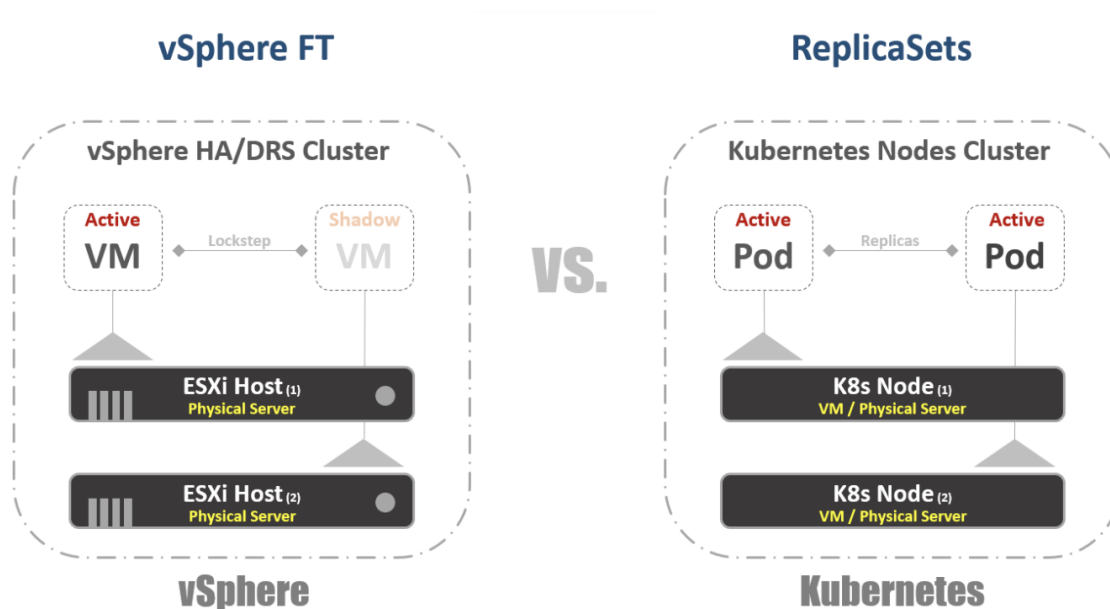 vSphere FT
vSphere HA/DRS Cluster
Active
VM
Lockstep
Shadow
VM
ESXi Host (1)
Physical Server
ESXi Host (2)
Physical Server
vSphere
VS.
ReplicaSets
Kubernetes Nodes Cluster
Active
Pod
Replicas
Active
Pod
K8s Node (1)
VM / Physical Server
K8s Node (2)
VM / Physical Server
Kubernetes